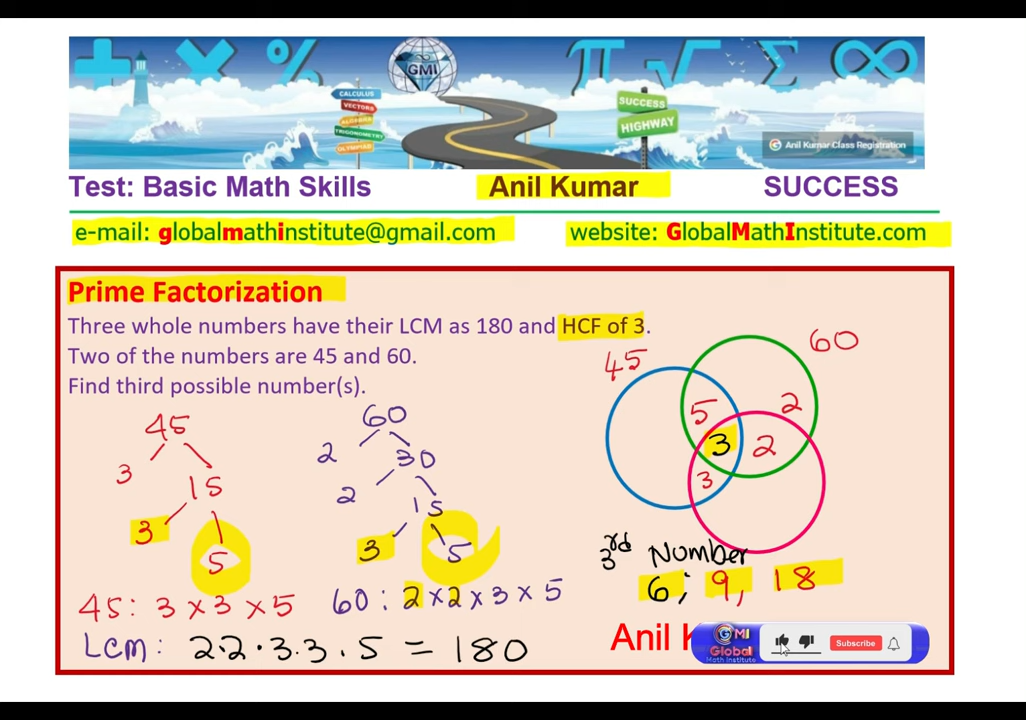 GMI
CALCULUS
VECTORS
ALGEBRA
TRIGONOMETRY
OLYMPIAD
SUCCESS
HIGHWAY
Anil Kumar Class Registration
Test: Basic Math Skills Anil Kumar SUCCESS
e-mail: globalmathinstitute@gmail.com website: GlobalMathInstitute.com
Prime Factorization
Three whole numbers have their LCM as 180 and HCF of 3.
Two of the numbers are 45 and 60.
Find third possible number(s).
45
3 15
3 5
45: 3 x 3 x 5
60
2 30
2 15
3 5
60: 2 x 2 x 3 x 5
LCM: 2·2·3·3·5 = 180
45 60
5 2
3 2
3
3rd Number
6; 9, 18
Anil K
GMI
Global
Math Institute
Subscribe